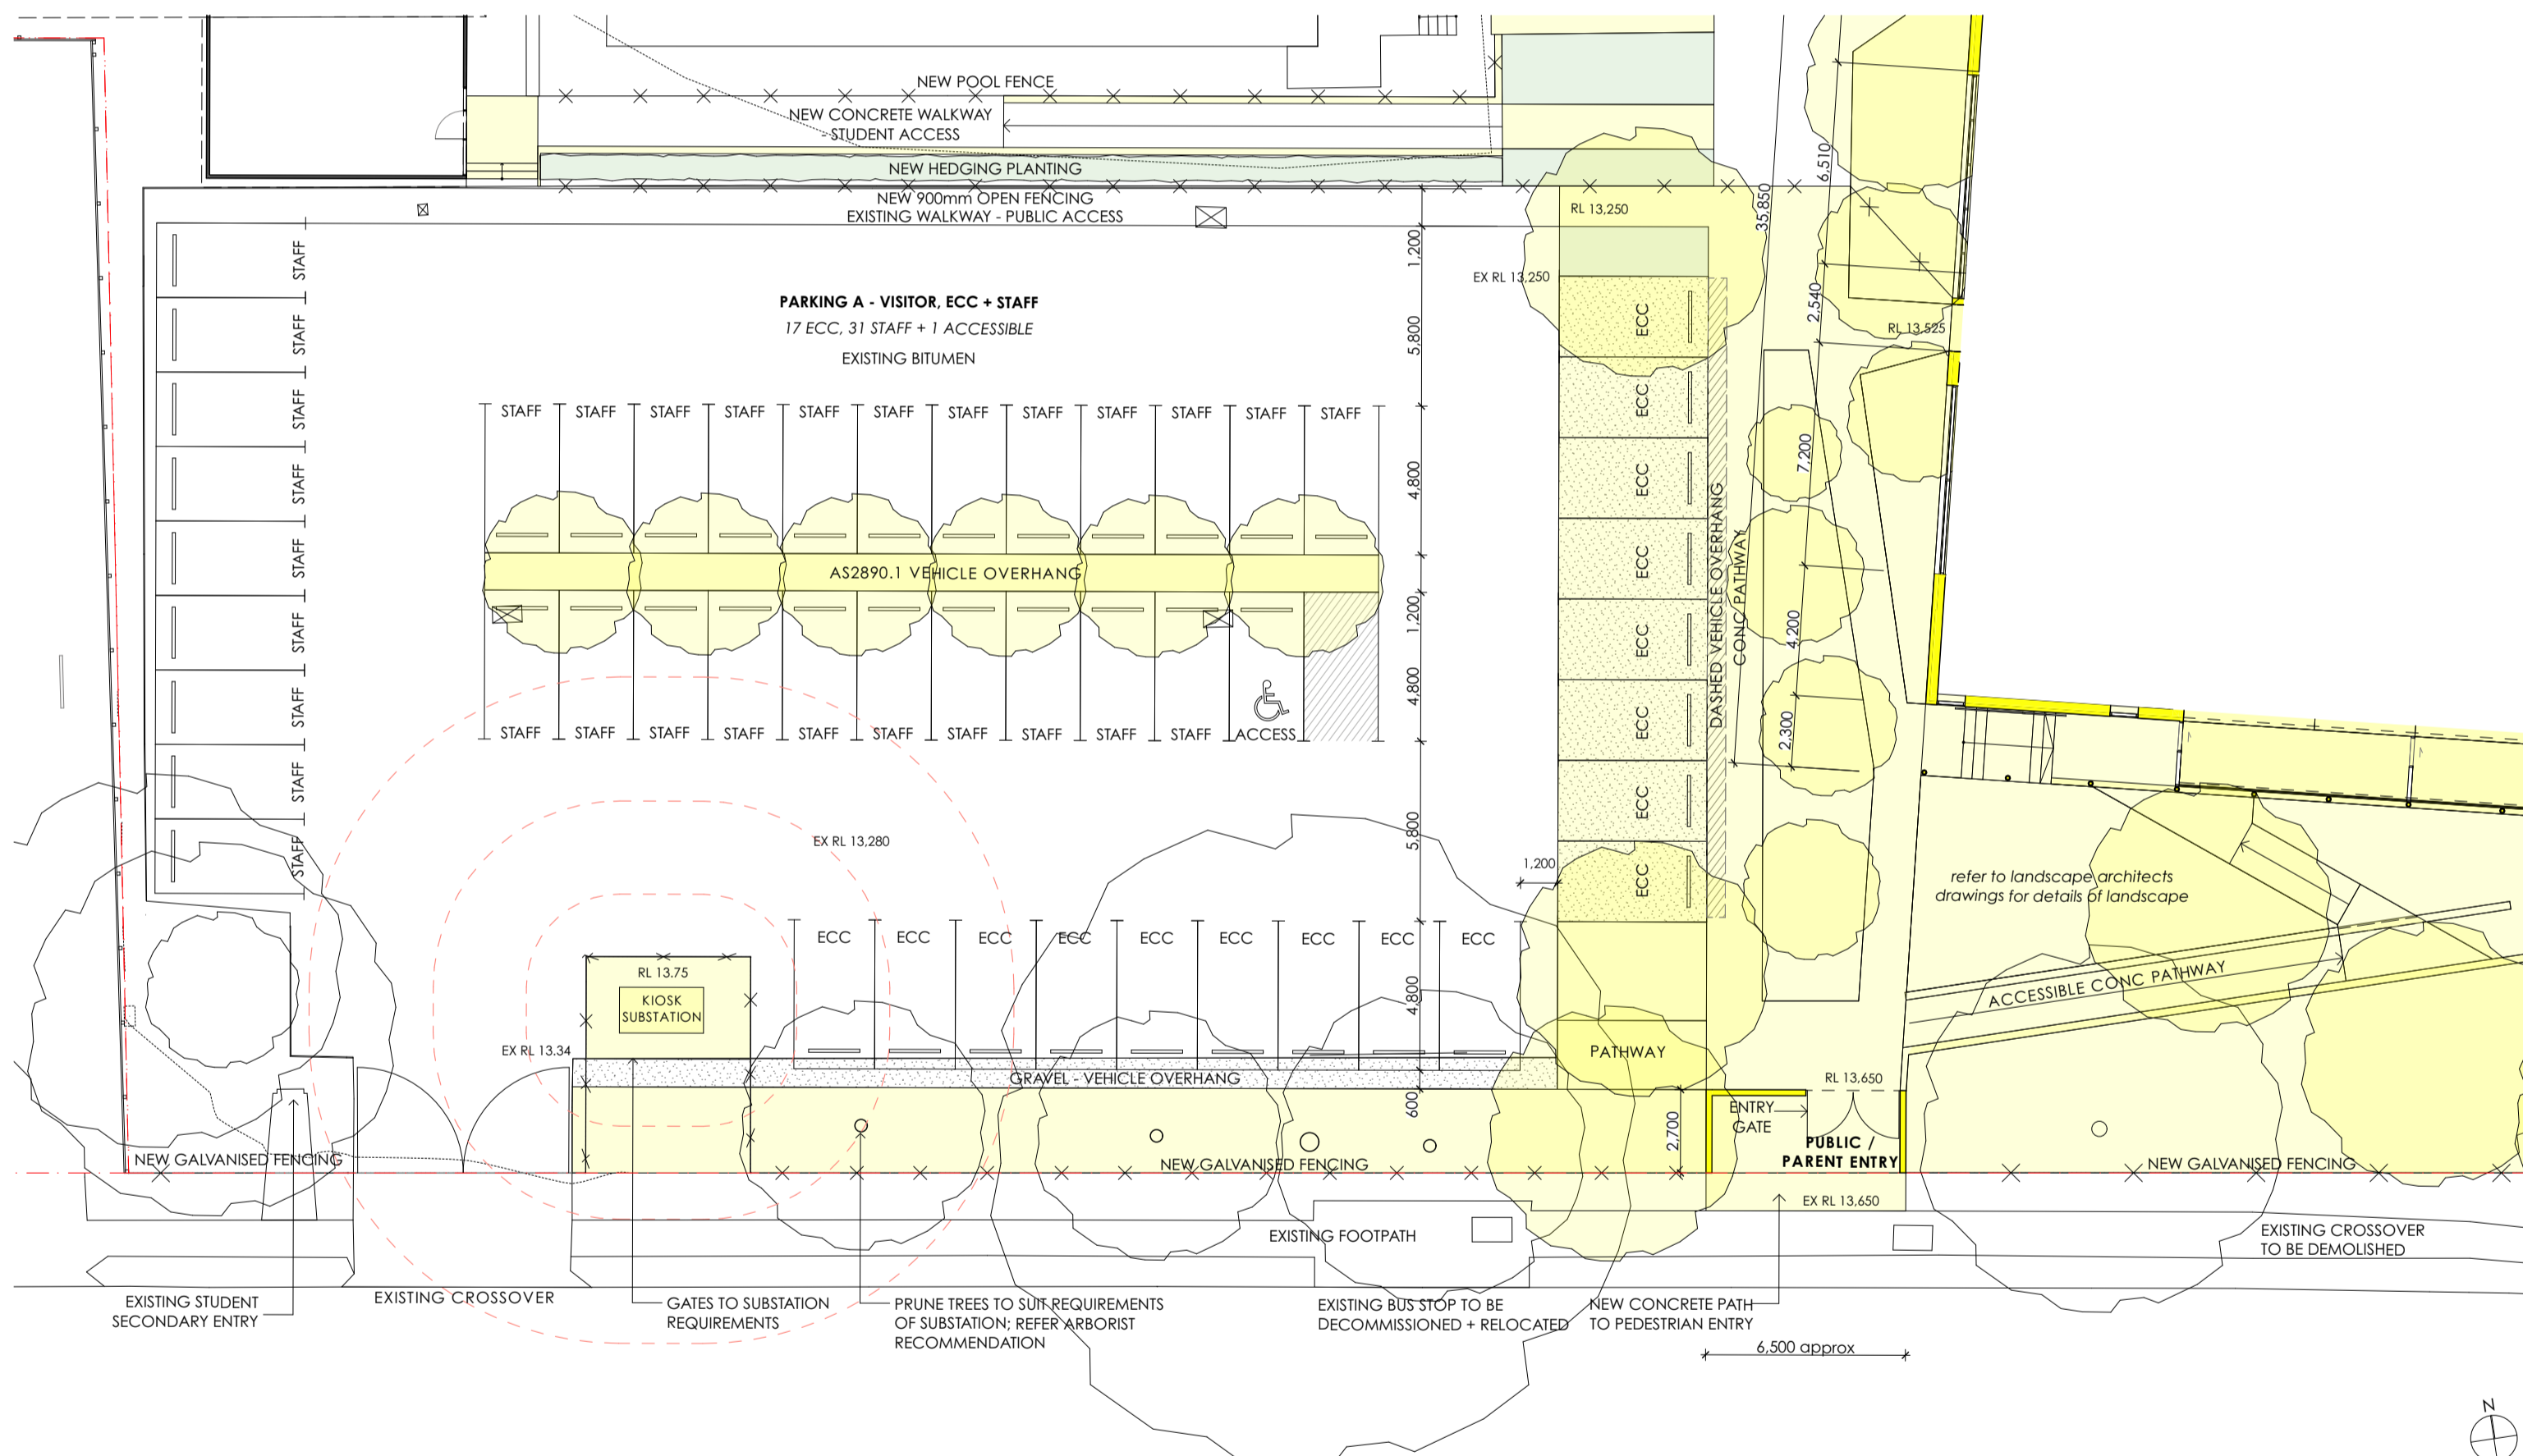 NEW POOL FENCE
NEW CONCRETE WALKWAY
- STUDENT ACCESS
NEW HEDGING PLANTING
NEW 900mm OPEN FENCING
EXISTING WALKWAY - PUBLIC ACCESS
RL 13,250
EX RL 13,250
35,850
6,510
2,540
RL 13,525
7,200
4,200
2,300
1,200
5,800
4,800
1,200
4,800
5,800
4,800
600
PARKING A - VISITOR, ECC + STAFF
17 ECC, 31 STAFF + 1 ACCESSIBLE
EXISTING BITUMEN
STAFF
STAFF
STAFF
STAFF
STAFF
STAFF
STAFF
STAFF
STAFF
STAFF STAFF STAFF STAFF STAFF STAFF STAFF STAFF STAFF STAFF STAFF STAFF
AS2890.1 VEHICLE OVERHANG
STAFF STAFF STAFF STAFF STAFF STAFF STAFF STAFF STAFF STAFF ACCESS
ECC
ECC
ECC
ECC
ECC
ECC
ECC
ECC
DASHED VEHICLE OVERHANG
CONC PATHWAY
EX RL 13,280
1,200
ECC ECC ECC ECC ECC ECC ECC ECC ECC
RL 13.75
KIOSK
SUBSTATION
EX RL 13.34
GRAVEL - VEHICLE OVERHANG
PATHWAY
refer to landscape architects
drawings for details of landscape
ACCESSIBLE CONC PATHWAY
RL 13,650
ENTRY
GATE
2,700
PUBLIC /
PARENT ENTRY
NEW GALVANISED FENCING
NEW GALVANISED FENCING
NEW GALVANISED FENCING
EX RL 13,650
EXISTING FOOTPATH
EXISTING CROSSOVER
TO BE DEMOLISHED
EXISTING STUDENT
SECONDARY ENTRY
EXISTING CROSSOVER
GATES TO SUBSTATION
REQUIREMENTS
PRUNE TREES TO SUIT REQUIREMENTS
OF SUBSTATION; REFER ARBORIST
RECOMMENDATION
EXISTING BUS STOP TO BE
DECOMMISSIONED + RELOCATED
NEW CONCRETE PATH
TO PEDESTRIAN ENTRY
6,500 approx
N